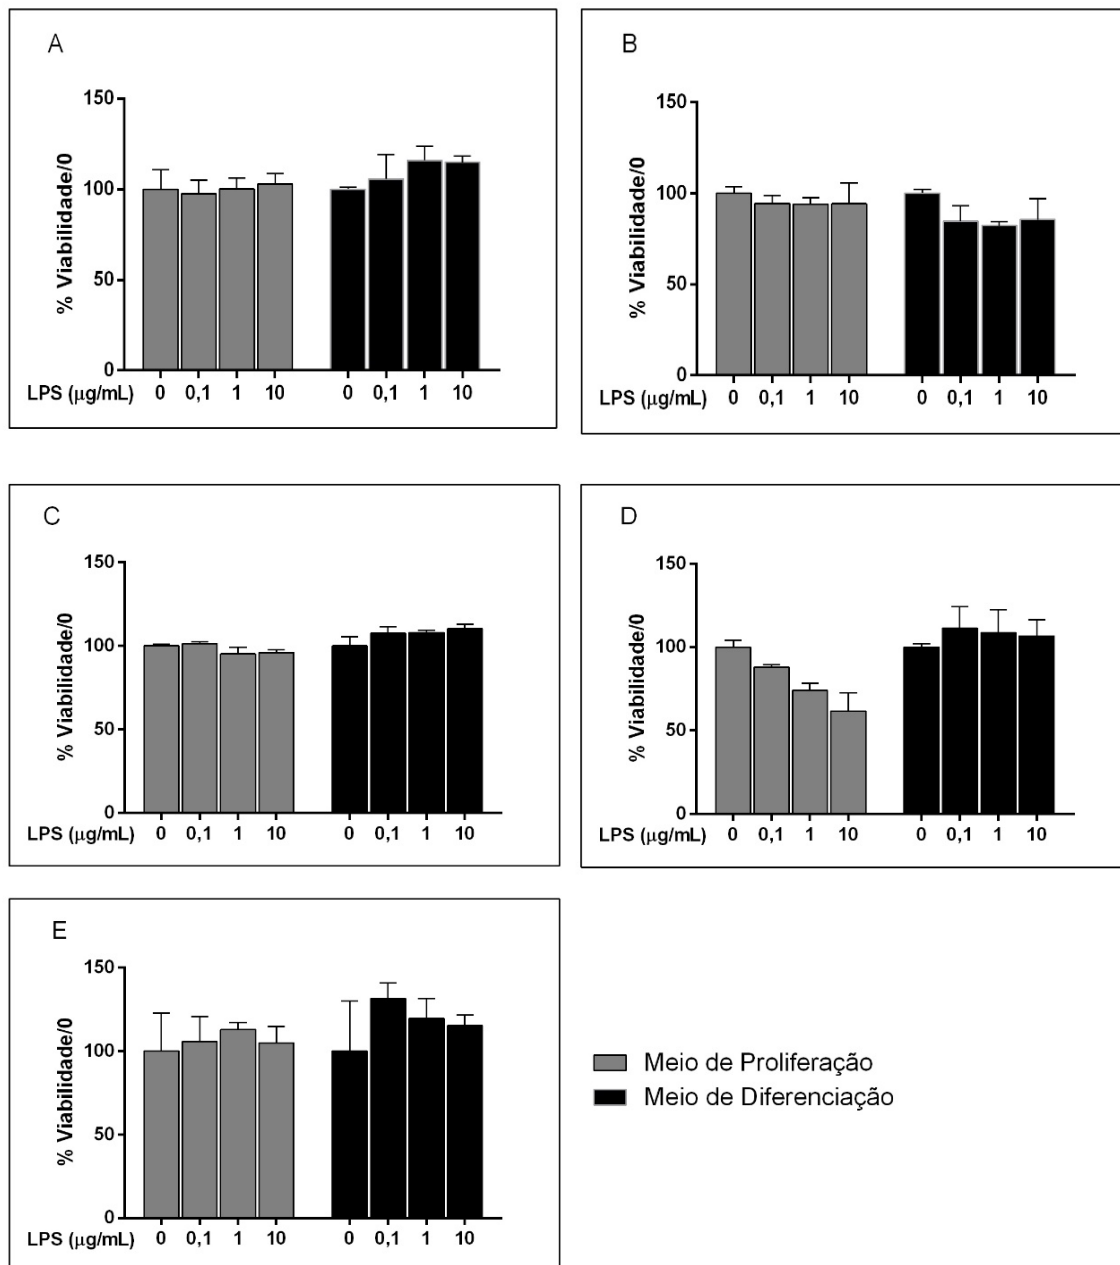 A
% Viabilidade/0
150
100
50
0
LPS (μg/mL) 0 0,1 1 10 0 0,1 1 10
B
% Viabilidade/0
150
100
50
0
LPS (μg/mL) 0 0,1 1 10 0 0,1 1 10
C
% Viabilidade/0
150
100
50
0
LPS (μg/mL) 0 0,1 1 10 0 0,1 1 10
D
% Viabilidade/0
150
100
50
0
LPS (μg/mL) 0 0,1 1 10 0 0,1 1 10
E
% Viabilidade/0
150
100
50
0
LPS (μg/mL) 0 0,1 1 10 0 0,1 1 10
Meio de Proliferação
Meio de Diferenciação